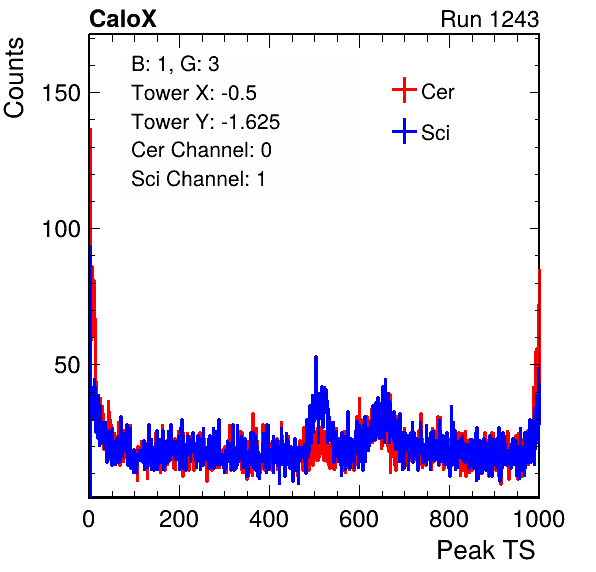 CaloX Run 1243
Counts
B: 1, G: 3
Tower X: -0.5
Tower Y: -1.625
Cer Channel: 0
Sci Channel: 1
Cer
Sci
150
100
50
0 200 400 600 800 1000
Peak TS